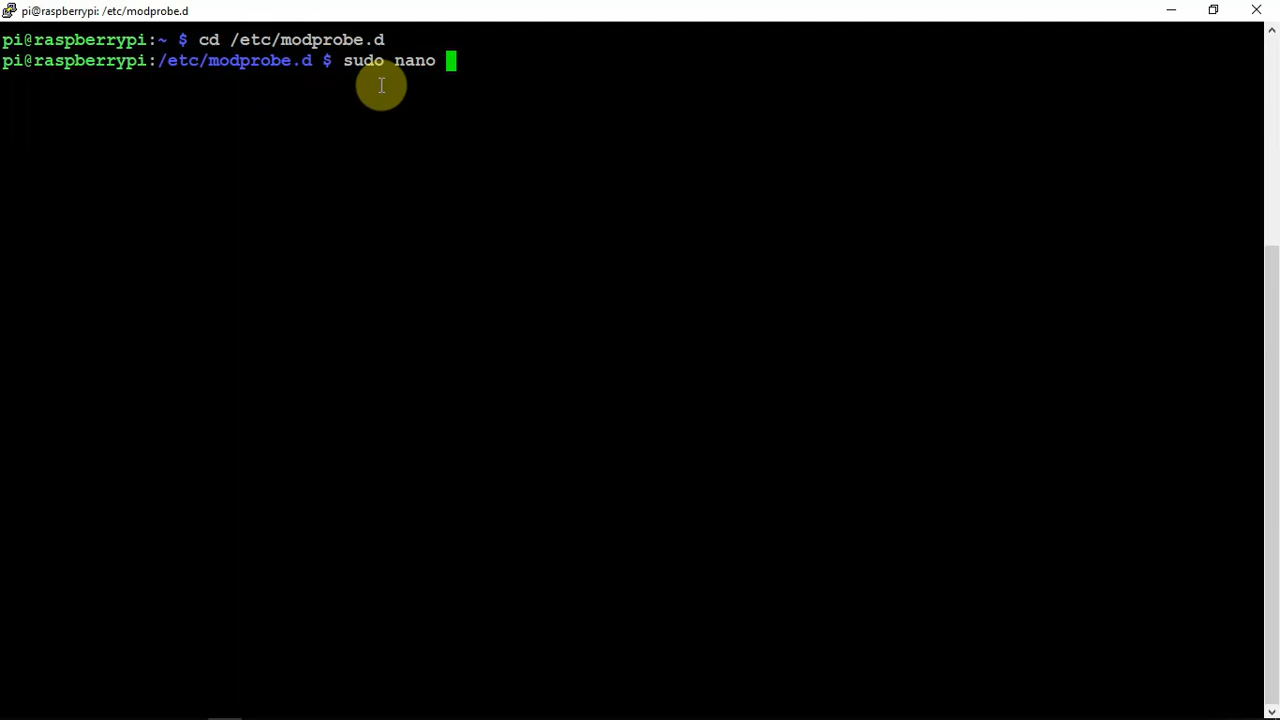 pi@raspberrypi: /etc/modprobe.d
pi@raspberrypi:~ $ cd /etc/modprobe.d
pi@raspberrypi:/etc/modprobe.d $ sudo nano